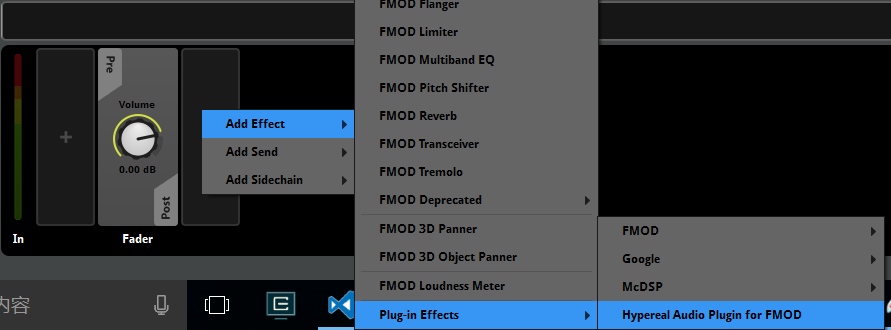 FMOD Flanger
FMOD Limiter
FMOD Multiband EQ
FMOD Pitch Shifter
FMOD Reverb
FMOD Transceiver
FMOD Tremolo
FMOD Deprecated
FMOD 3D Panner
FMOD 3D Object Panner
FMOD Loudness Meter
Plug-in Effects
Pre
Volume
0.00 dB
Post
In
Fader
Add Effect
Add Send
Add Sidechain
FMOD
Google
McDSP
Hypereal Audio Plugin for FMOD
内容